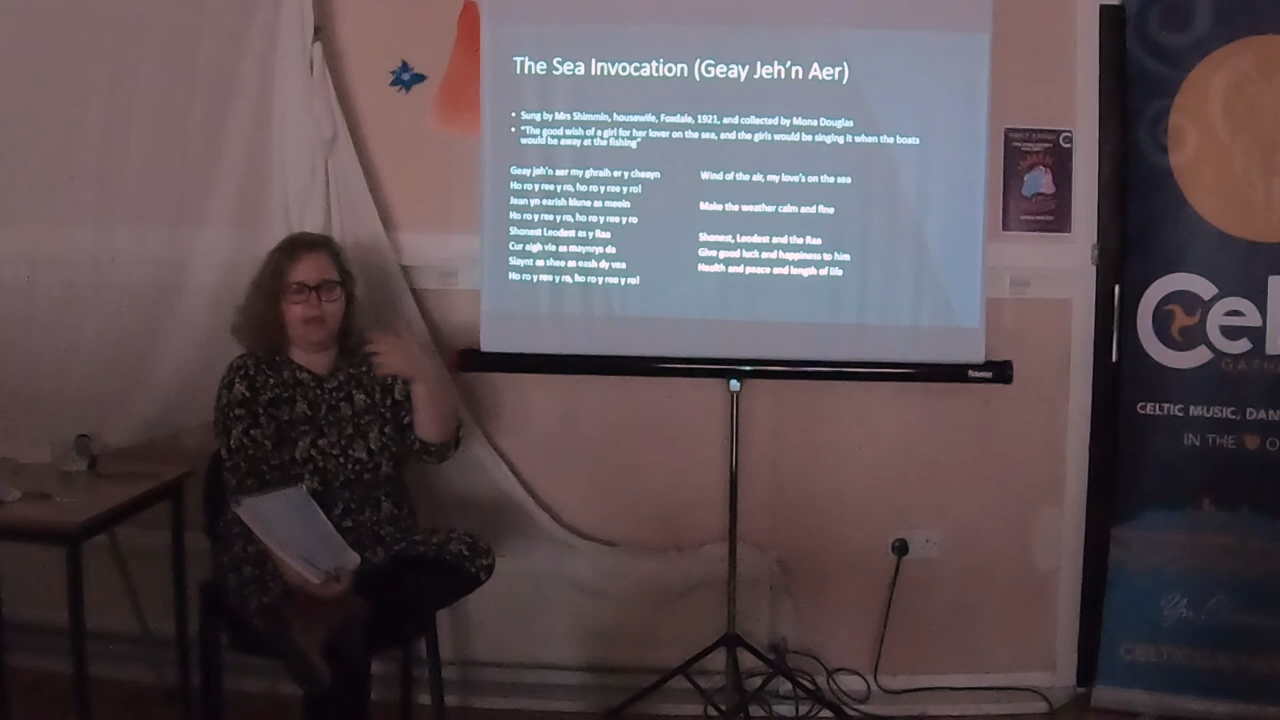 The Sea Invocation (Geay Jeh'n Aer)
• Sung by Mrs Shimmin, housewife, Foxdale, 1921, and collected by Mona Douglas
• "The good wish of a girl for her lover on the sea, and the girls would be singing it when the boats
would be away at the fishing"
Geay jeh'n aer my ghraih er y cheayn
Ho ro y ree y ro, ho ro y ree y ro!
Jean yn earish kiune as meein
Ho ro y ree y ro, ho ro y ree y ro
Shonest Leodest as y Raa
Cur aigh vie as maynrys da
Slaynt as shee as eash dy vea
Ho ro y ree y ro, ho ro y ree y ro!
Wind of the air, my love's on the sea
Make the weather calm and fine
Shonest, Leodest and the Raa
Give good luck and happiness to him
Health and peace and length of life
Cel
GATHE
CELTIC MUSIC, DAN
IN THE O